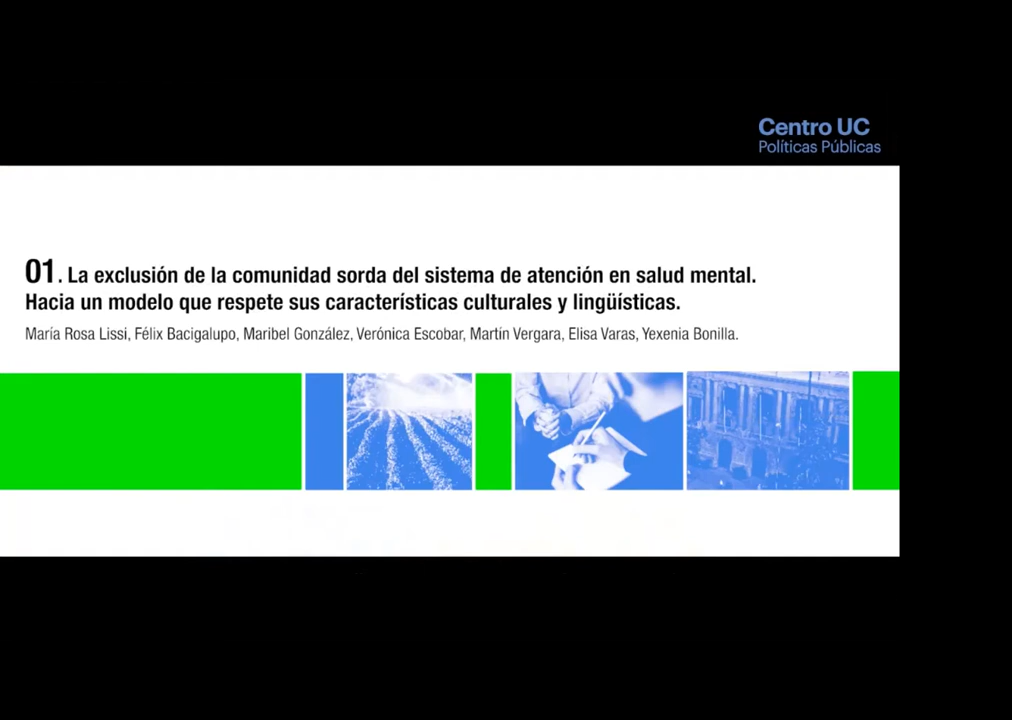 Centro UC
Políticas Públicas
01. La exclusión de la comunidad sorda del sistema de atención en salud mental.
Hacia un modelo que respete sus características culturales y lingüísticas.
María Rosa Lissi, Félix Bacigalupo, Maribel González, Verónica Escobar, Martín Vergara, Elisa Varas, Yexenia Bonilla.